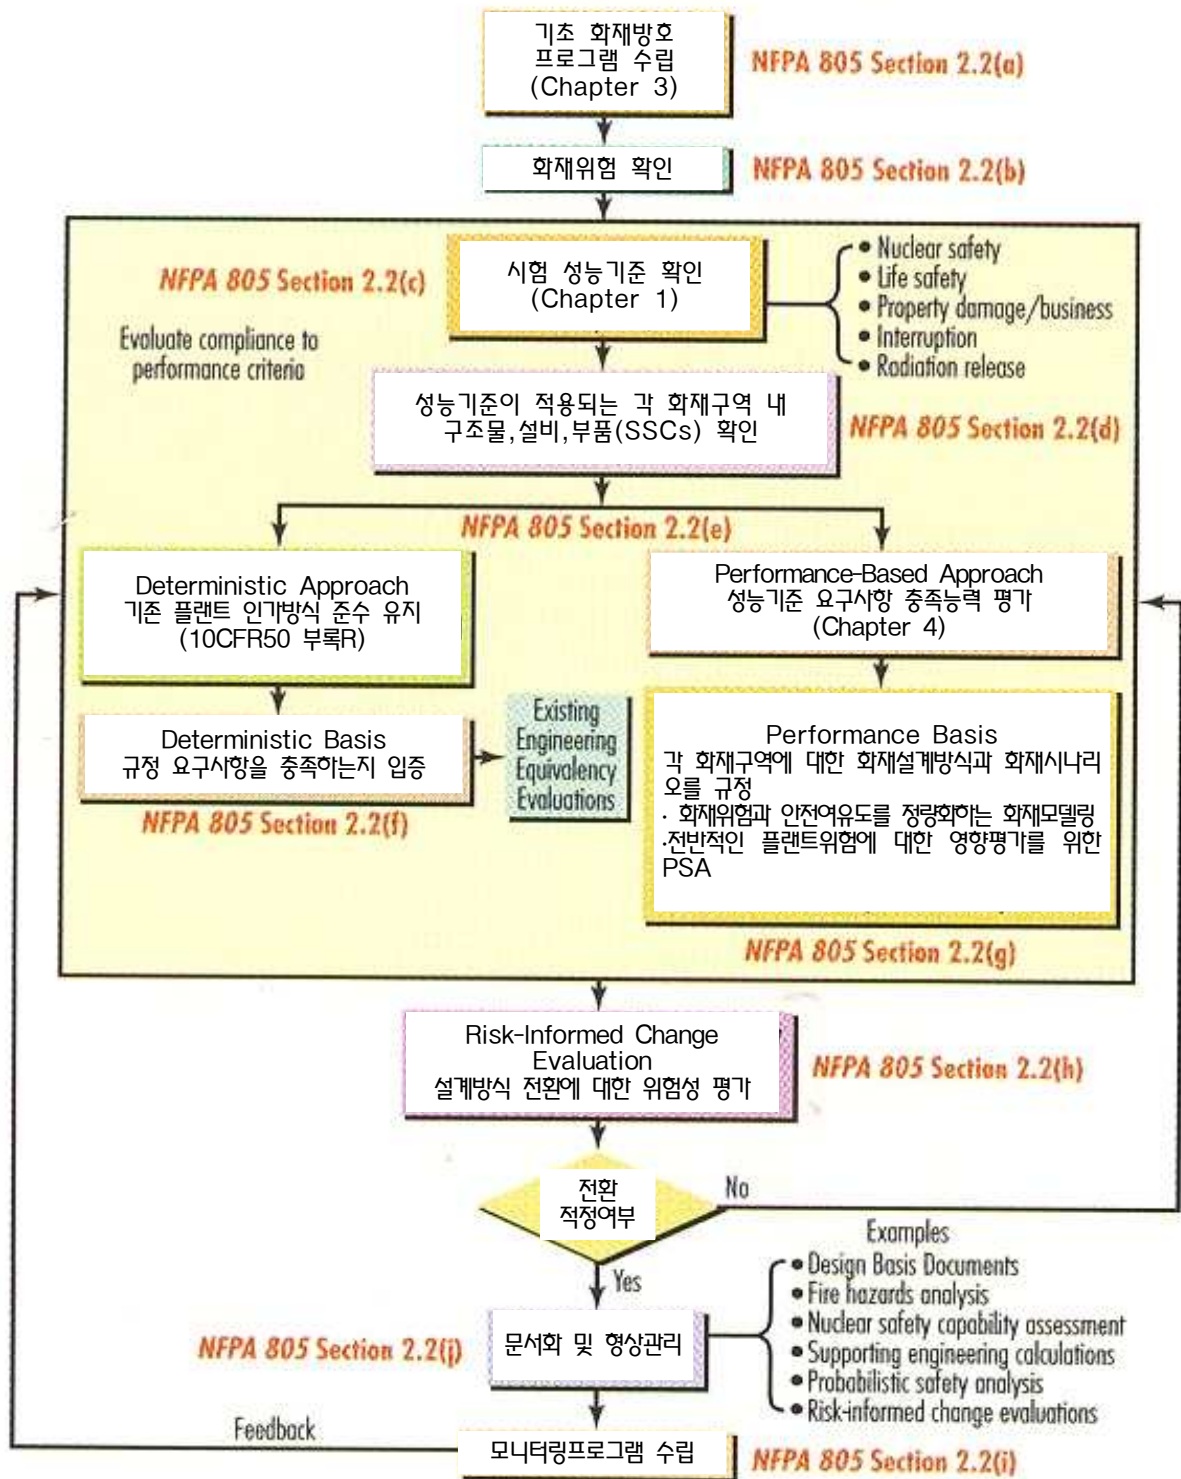 기초 화재방호
프로그램 수립
(Chapter 3)
NFPA 805 Section 2.2(a)
화재위험 확인
NFPA 805 Section 2.2(b)
NFPA 805 Section 2.2(c)
시험 성능기준 확인
(Chapter 1)
• Nuclear safety
• Life safety
• Property damage/business
• Interruption
• Radiation release
Evaluate compliance to
performance criteria
성능기준이 적용되는 각 화재구역 내
구조물,설비,부품(SSCs) 확인
NFPA 805 Section 2.2(d)
NFPA 805 Section 2.2(e)
Deterministic Approach
기존 플랜트 인가방식 준수 유지
(10CFR50 부록R)
Performance-Based Approach
성능기준 요구사항 충족능력 평가
(Chapter 4)
Deterministic Basis
규정 요구사항을 충족하는지 입증
NFPA 805 Section 2.2(f)
Existing
Engineering
Equivalency
Evaluations
Performance Basis
각 화재구역에 대한 화재설계방식과 화재시나리
오를 규정
· 화재위험과 안전여유도를 정량화하는 화재모델링
·전반적인 플랜트위험에 대한 영향평가를 위한
PSA
NFPA 805 Section 2.2(g)
Risk-Informed Change
Evaluation
설계방식 전환에 대한 위험성 평가
NFPA 805 Section 2.2(h)
전환
적정여부
No
Yes
Examples
• Design Basis Documents
• Fire hazards analysis
• Nuclear safety capability assessment
• Supporting engineering calculations
• Probabilistic safety analysis
• Risk-informed change evaluations
NFPA 805 Section 2.2(j)
문서화 및 형상관리
Feedback
모니터링프로그램 수립
NFPA 805 Section 2.2(i)